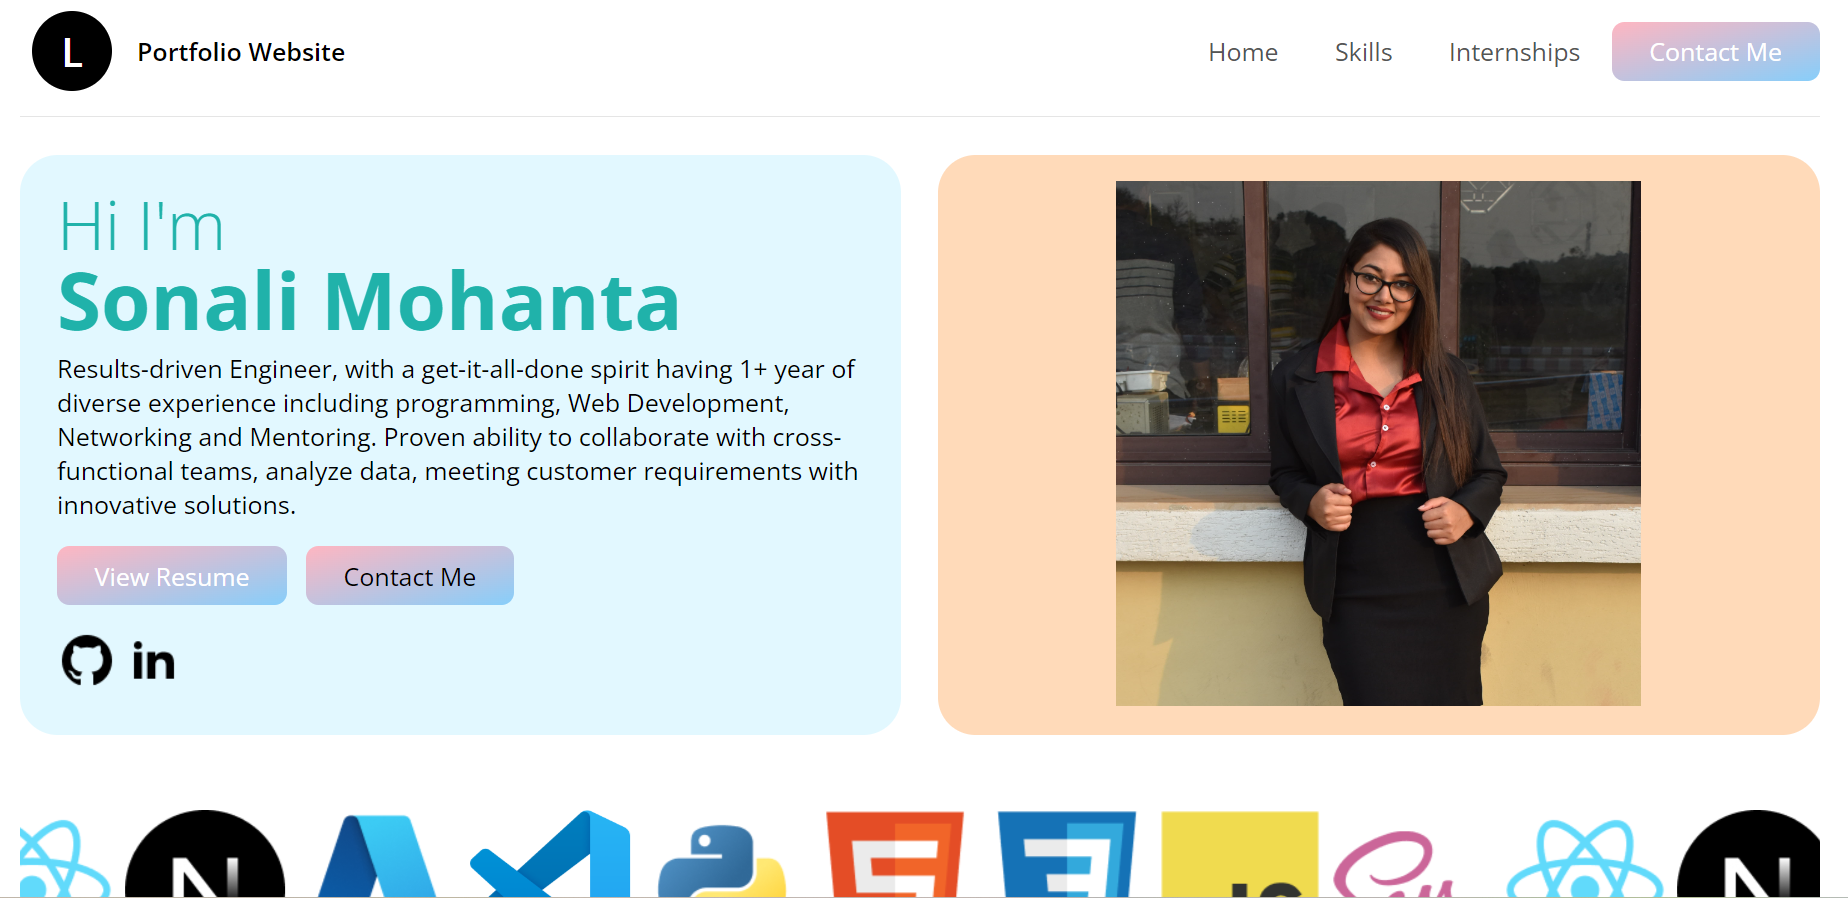 L
Portfolio Website
Home
Skills
Internships
Contact Me
Hi I'm
Sonali Mohanta
Results-driven Engineer, with a get-it-all-done spirit having 1+ year of
diverse experience including programming, Web Development,
Networking and Mentoring. Proven ability to collaborate with cross-
functional teams, analyze data, meeting customer requirements with
innovative solutions.
View Resume
Contact Me
in
N
JS
N